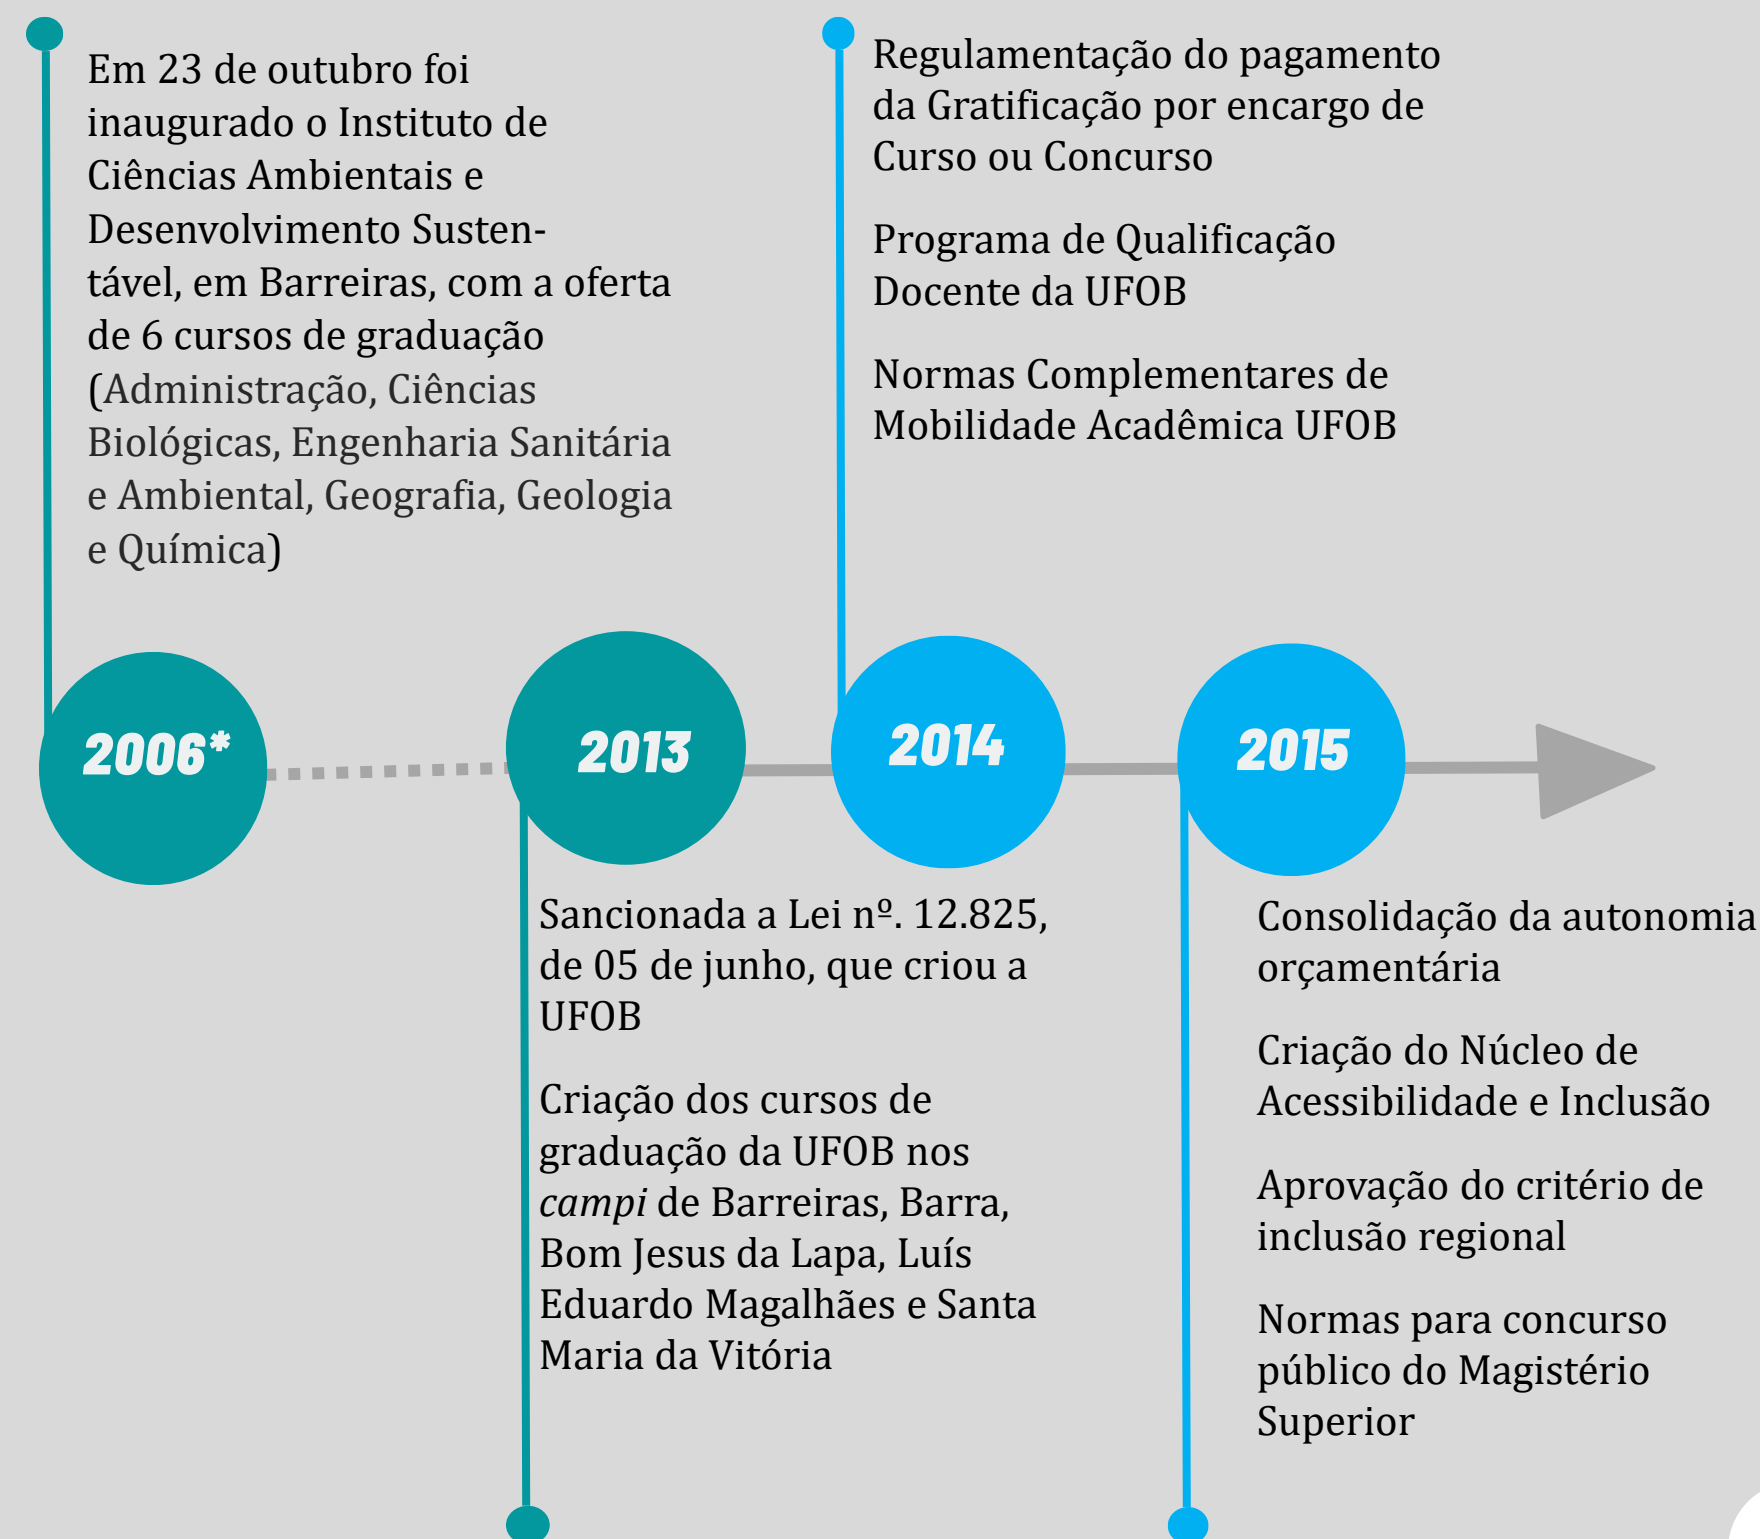 Em 23 de outubro foi
inaugurado o Instituto de
Ciências Ambientais e
Desenvolvimento Susten-
tável, em Barreiras, com a oferta
de 6 cursos de graduação
(Administração, Ciências
Biológicas, Engenharia Sanitária
e Ambiental, Geografia, Geologia
e Química)
Regulamentação do pagamento
da Gratificação por encargo de
Curso ou Concurso
Programa de Qualificação
Docente da UFOB
Normas Complementares de
Mobilidade Acadêmica UFOB
2006*
2013
2014
2015
Sancionada a Lei nº. 12.825,
de 05 de junho, que criou a
UFOB
Criação dos cursos de
graduação da UFOB nos
campi de Barreiras, Barra,
Bom Jesus da Lapa, Luís
Eduardo Magalhães e Santa
Maria da Vitória
Consolidação da autonomia
orçamentária
Criação do Núcleo de
Acessibilidade e Inclusão
Aprovação do critério de
inclusão regional
Normas para concurso
público do Magistério
Superior